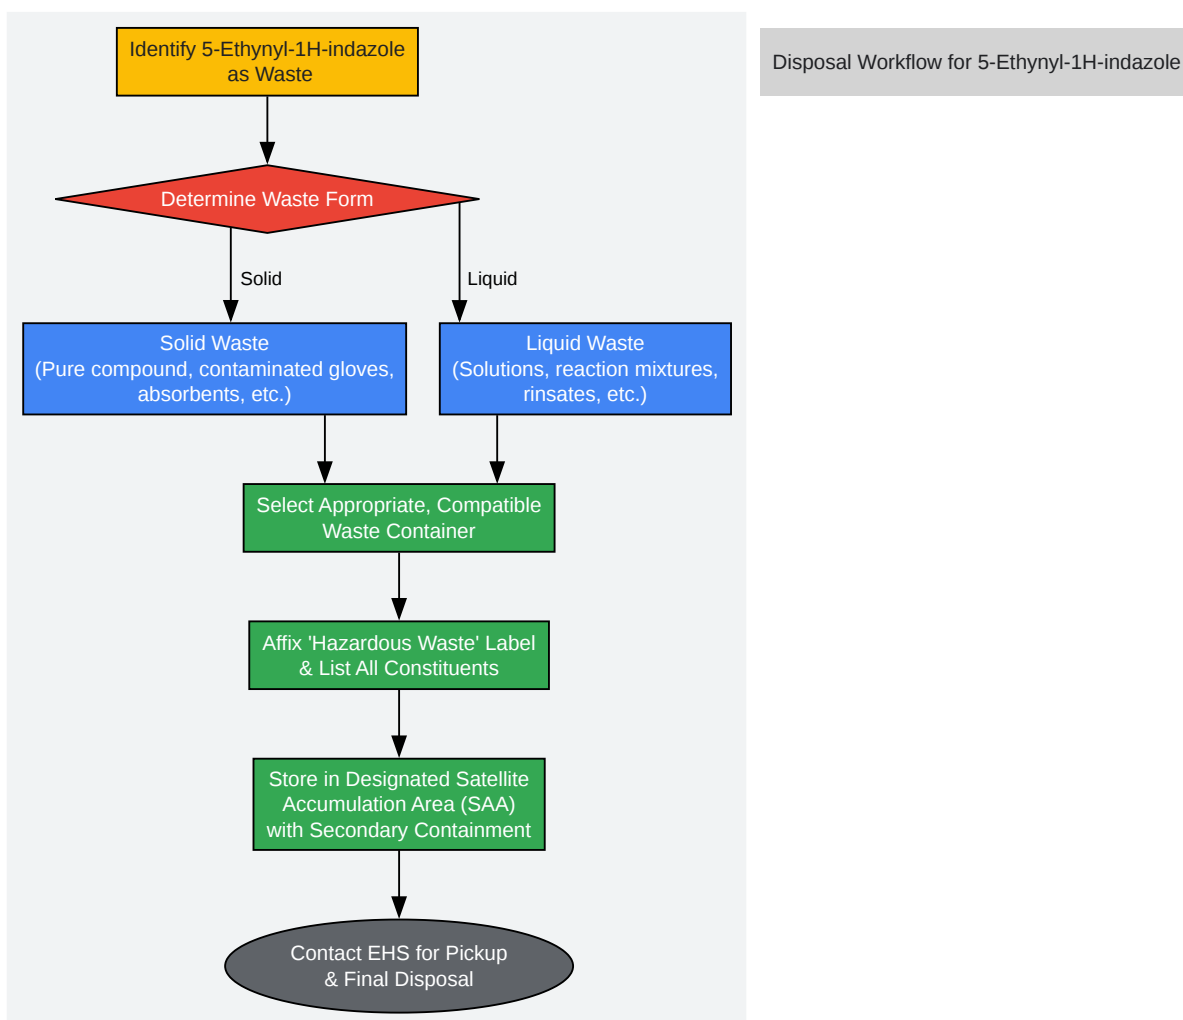 Identify 5-Ethynyl-1H-indazole
as Waste
Disposal Workflow for 5-Ethynyl-1H-indazole
Determine Waste Form
Solid
Liquid
Solid Waste
(Pure compound, contaminated gloves,
absorbents, etc.)
Liquid Waste
(Solutions, reaction mixtures,
rinsates, etc.)
Select Appropriate, Compatible
Waste Container
Affix 'Hazardous Waste' Label
& List All Constituents
Store in Designated Satellite
Accumulation Area (SAA)
with Secondary Containment
Contact EHS for Pickup
& Final Disposal